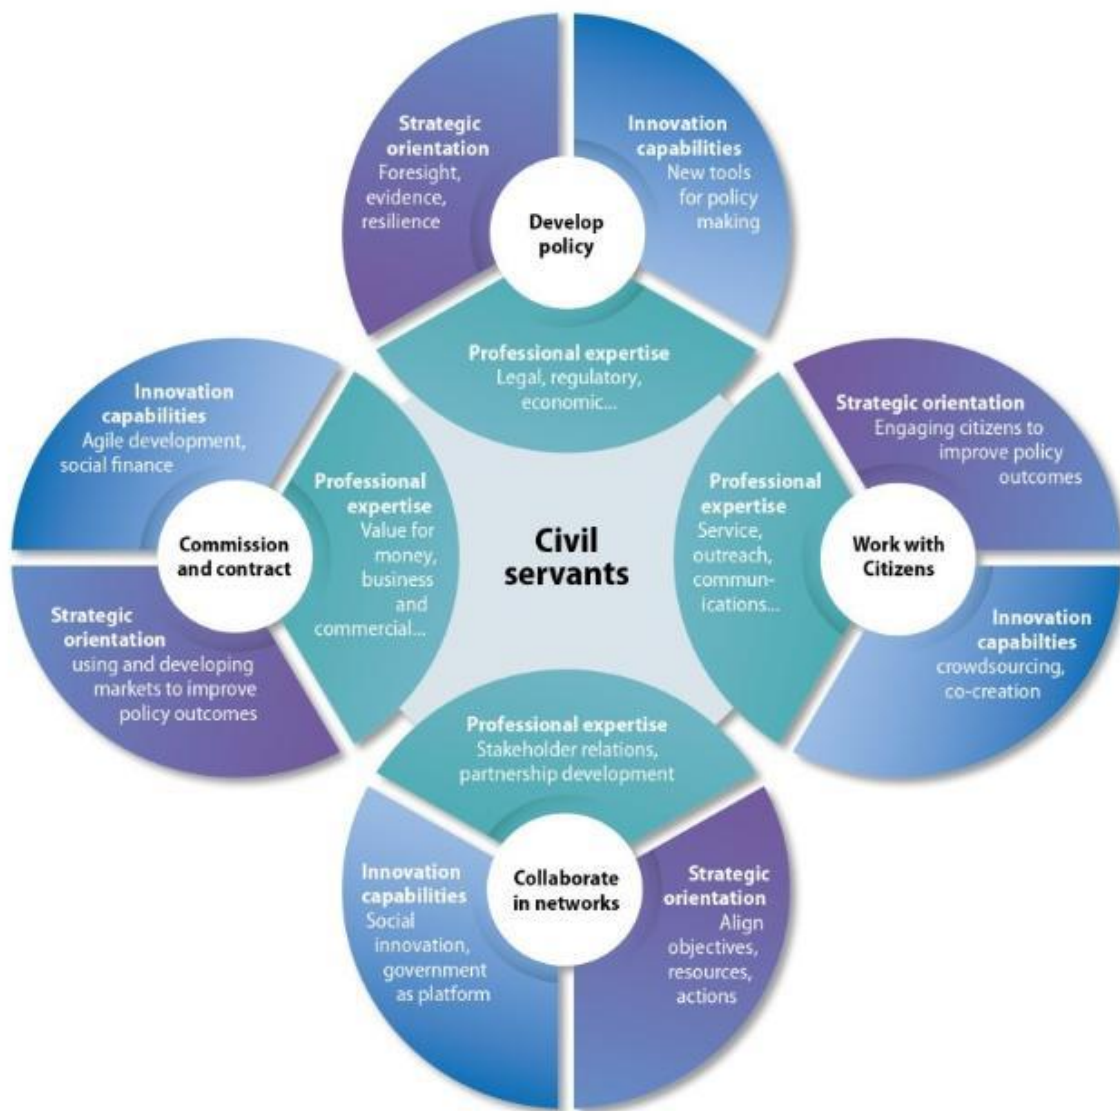 Strategic
orientation
Foresight,
evidence,
resilience
Innovation
capabilities
New tools
for policy
making
Develop
policy
Professional expertise
Legal, regulatory,
economic...
Innovation
capabilities
Agile development,
social finance
Commission
and contract
Strategic
orientation
using and developing
markets to improve
policy outcomes
Professional
expertise
Value for
money,
business
and
commercial...
Civil
servants
Professional
expertise
Service,
outreach,
commun-
ications...
Strategic orientation
Engaging citizens to
improve policy
outcomes
Work with
Citizens
Innovation
capabilties
crowdsourcing,
co-creation
Professional expertise
Stakeholder relations,
partnership development
Innovation
capabilities
Social
innovation,
government
as platform
Collaborate
in networks
Strategic
orientation
Align
objectives,
resources,
actions